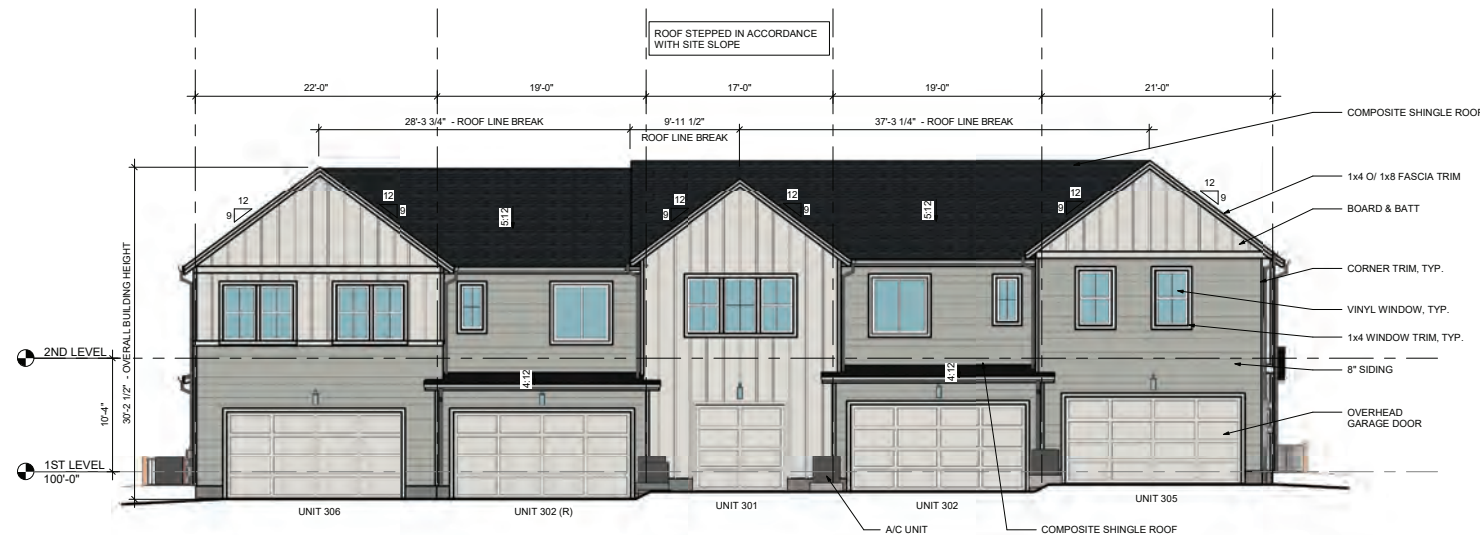 ROOF STEPPED IN ACCORDANCE
WITH SITE SLOPE
22'-0"
19'-0"
17'-0"
19'-0"
21'-0"
28'-3 3/4" - ROOF LINE BREAK
9'-11 1/2"
ROOF LINE BREAK
37'-3 1/4" - ROOF LINE BREAK
COMPOSITE SHINGLE ROOF
12
9
12
9
5:12
12
9
12
9
5:12
12
9
12
9
1x4 O/ 1x8 FASCIA TRIM
BOARD & BATT
CORNER TRIM, TYP.
VINYL WINDOW, TYP.
1x4 WINDOW TRIM, TYP.
8" SIDING
OVERHEAD
GARAGE DOOR
30'-2 1/2" - OVERALL BUILDING HEIGHT
2ND LEVEL
10'-4"
4:12
4:12
1ST LEVEL
100'-0"
UNIT 306
UNIT 302 (R)
UNIT 301
UNIT 302
UNIT 305
A/C UNIT
COMPOSITE SHINGLE ROOF